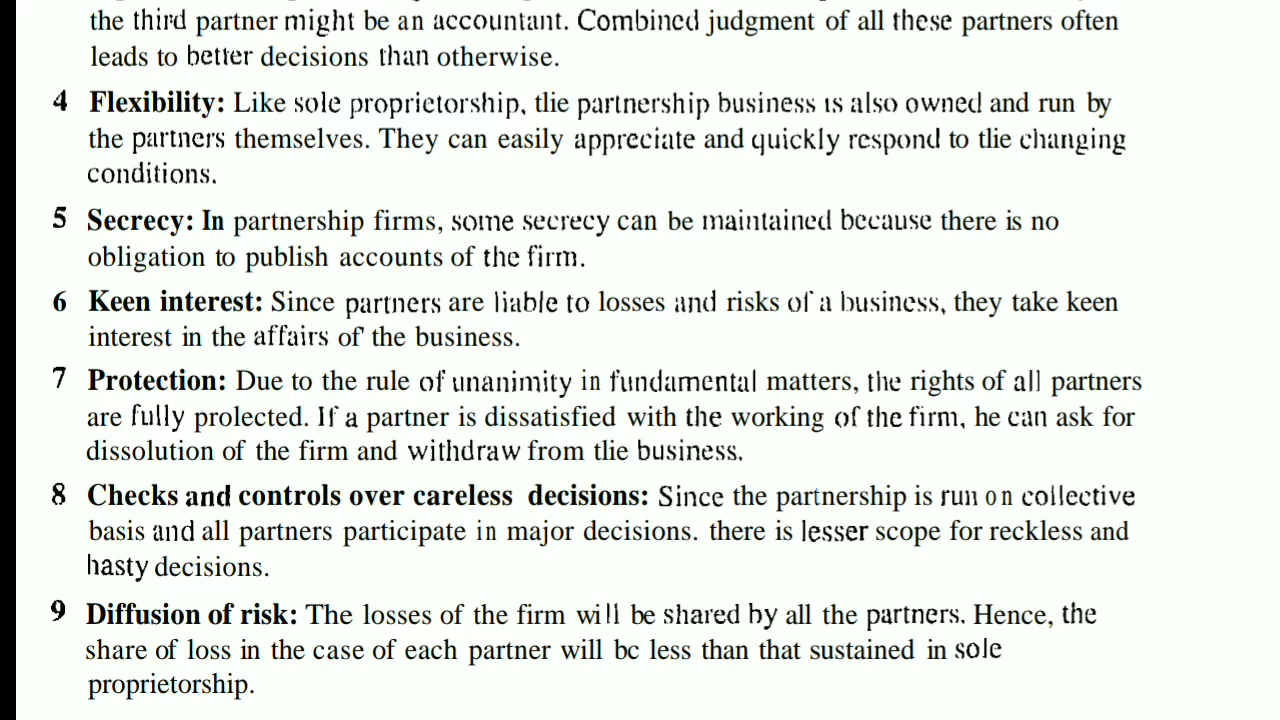 the third partner might be an accountant. Combined judgment of all these partners often
leads to better decisions than otherwise.
4 Flexibility: Like sole proprietorship, tlie partnership business is also owned and run by
the partners themselves. They can easily appreciate and quickly respond to tlie changing
conditions.
5 Secrecy: In partnership firms, some secrecy can be maintained because there is no
obligation to publish accounts of the firm.
6 Keen interest: Since partners are liable to losses and risks of a business, they take keen
interest in the affairs of the business.
7 Protection: Due to the rule of unanimity in fundamental matters, the rights of all partners
are fully prolected. If a partner is dissatisfied with the working of the firm, he can ask for
dissolution of the firm and withdraw from tlie business.
8 Checks and controls over careless decisions: Since the partnership is run on collective
basis and all partners participate in major decisions. there is lesser scope for reckless and
hasty decisions.
9 Diffusion of risk: The losses of the firm will be shared by all the partners. Hence, the
share of loss in the case of each partner will bc less than that sustained in sole
proprietorship.